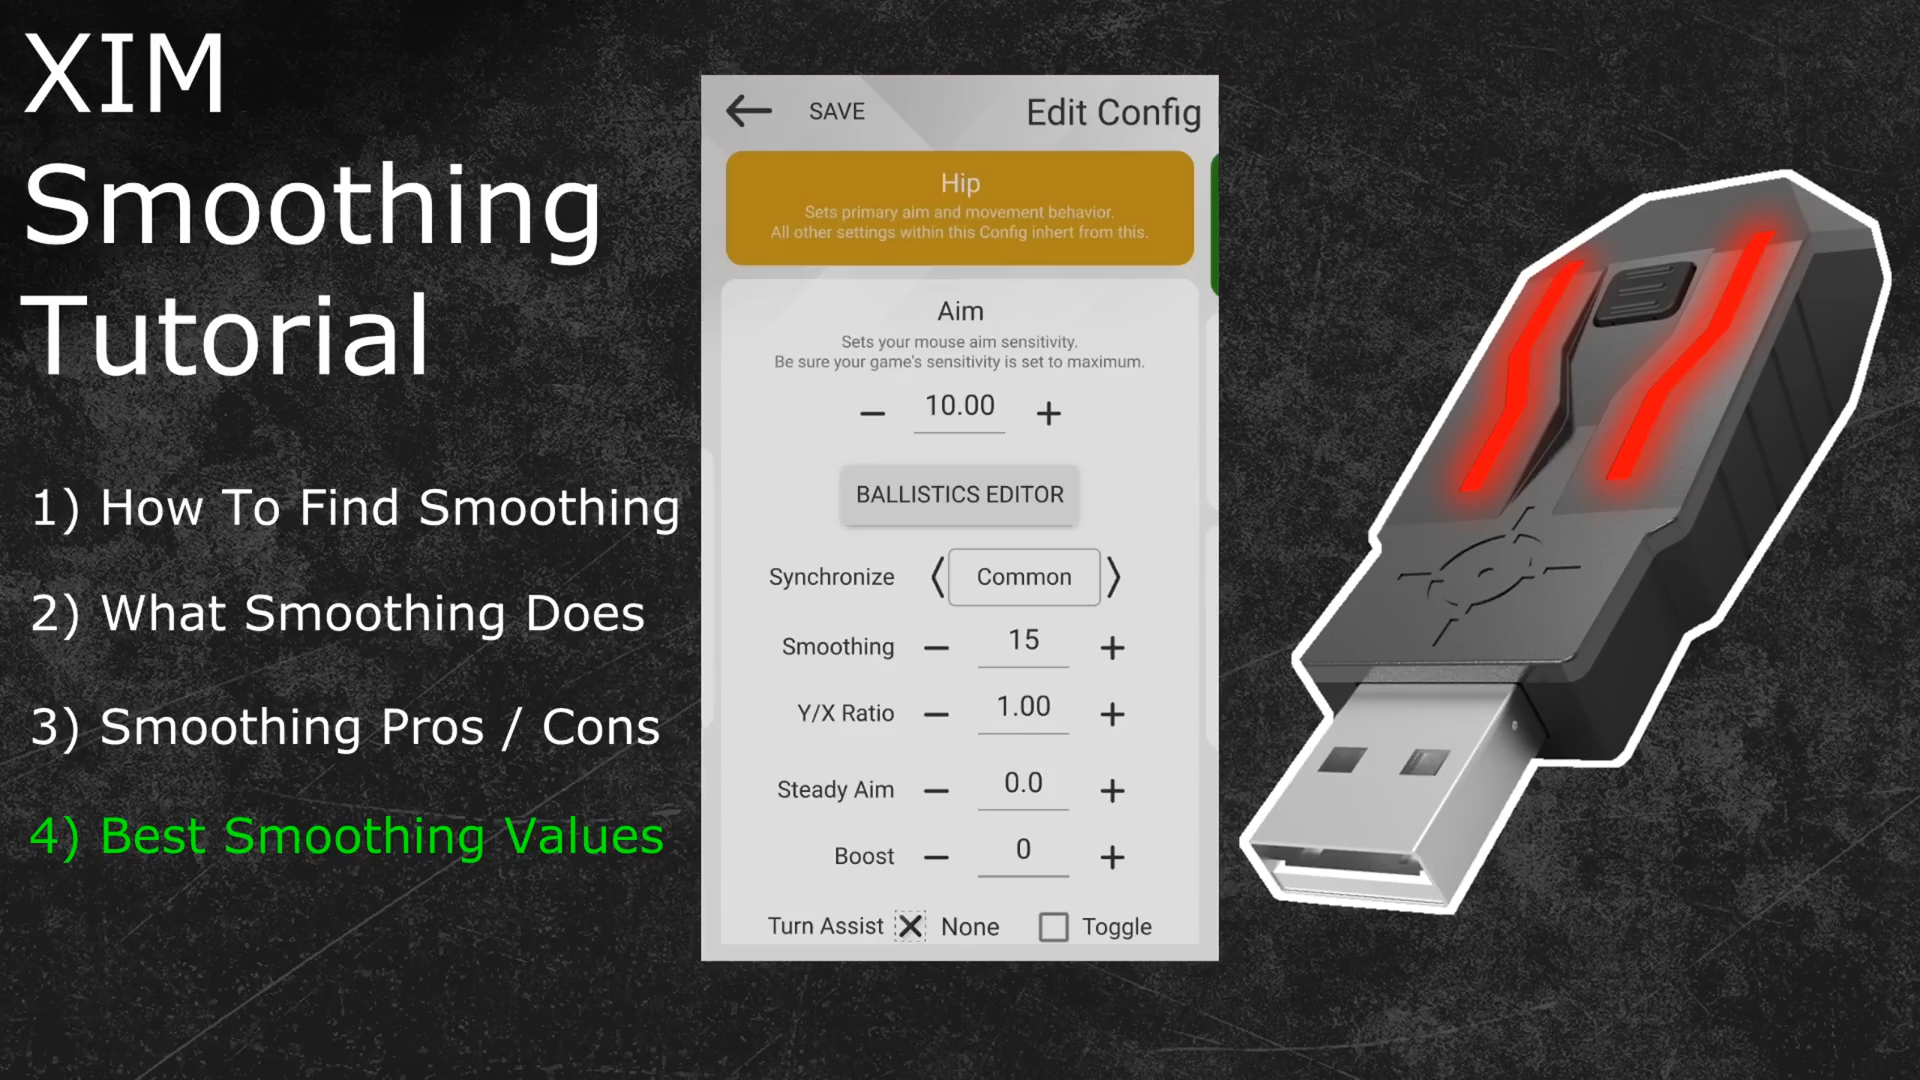 XIM
Smoothing
Tutorial
1) How To Find Smoothing
2) What Smoothing Does
3) Smoothing Pros / Cons
4) Best Smoothing Values
SAVE
Edit Config
Hip
Sets primary aim and movement behavior.
All other settings within this Config inhert from this.
Aim
Sets your mouse aim sensitivity.
Be sure your game's sensitivity is set to maximum.
− 10.00 +
BALLISTICS EDITOR
Synchronize 〈 Common 〉
Smoothing − 15 +
Y/X Ratio − 1.00 +
Steady Aim − 0.0 +
Boost − 0 +
Turn Assist None Toggle